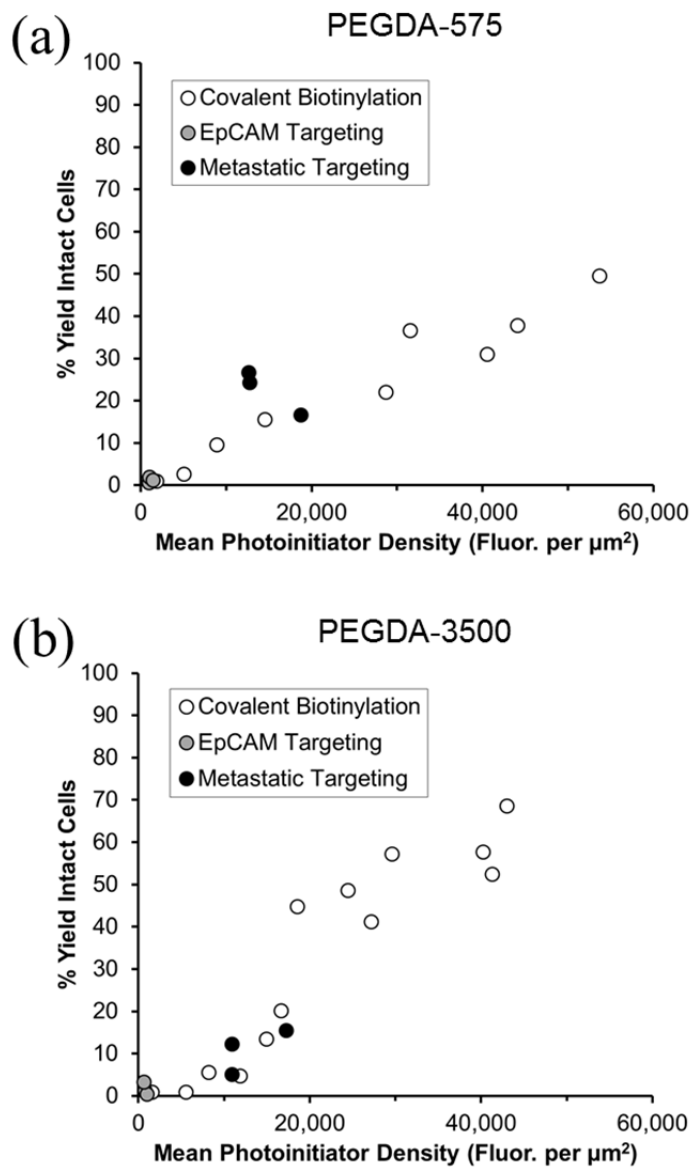 (a)
PEGDA-575
100
90
80
70
60
50
40
30
20
10
0
% Yield Intact Cells
Covalent Biotinylation
EpCAM Targeting
Metastatic Targeting
0 20,000 40,000 60,000
Mean Photoinitiator Density (Fluor. per µm²)
(b)
PEGDA-3500
100
90
80
70
60
50
40
30
20
10
0
% Yield Intact Cells
Covalent Biotinylation
EpCAM Targeting
Metastatic Targeting
0 20,000 40,000 60,000
Mean Photoinitiator Density (Fluor. per µm²)